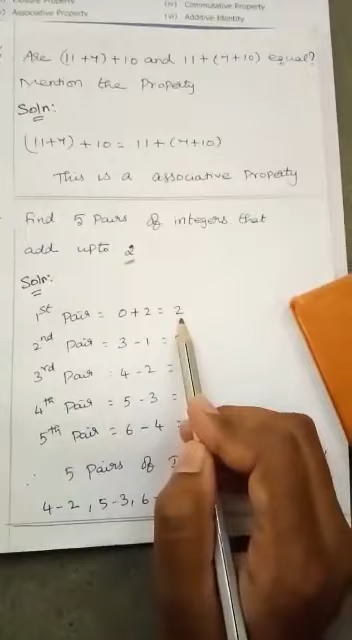 Closure Property (iv) Commutative Property
Associative Property (vi) Additive Identity
Are (11+7)+10 and 11+(7+10) equal?
Mention the Property
Soln:
(11+7)+10 = 11+(7+10)
This is a associative Property
Find 5 Pairs of integers that
add upto 2
Soln:
1st Pair = 0+2 = 2
2nd Pair = 3-1 =
3rd Pair = 4-2 =
4th Pair = 5-3 =
5th Pair = 6-4 =
∴ 5 Pairs of
4-2, 5-3, 6-